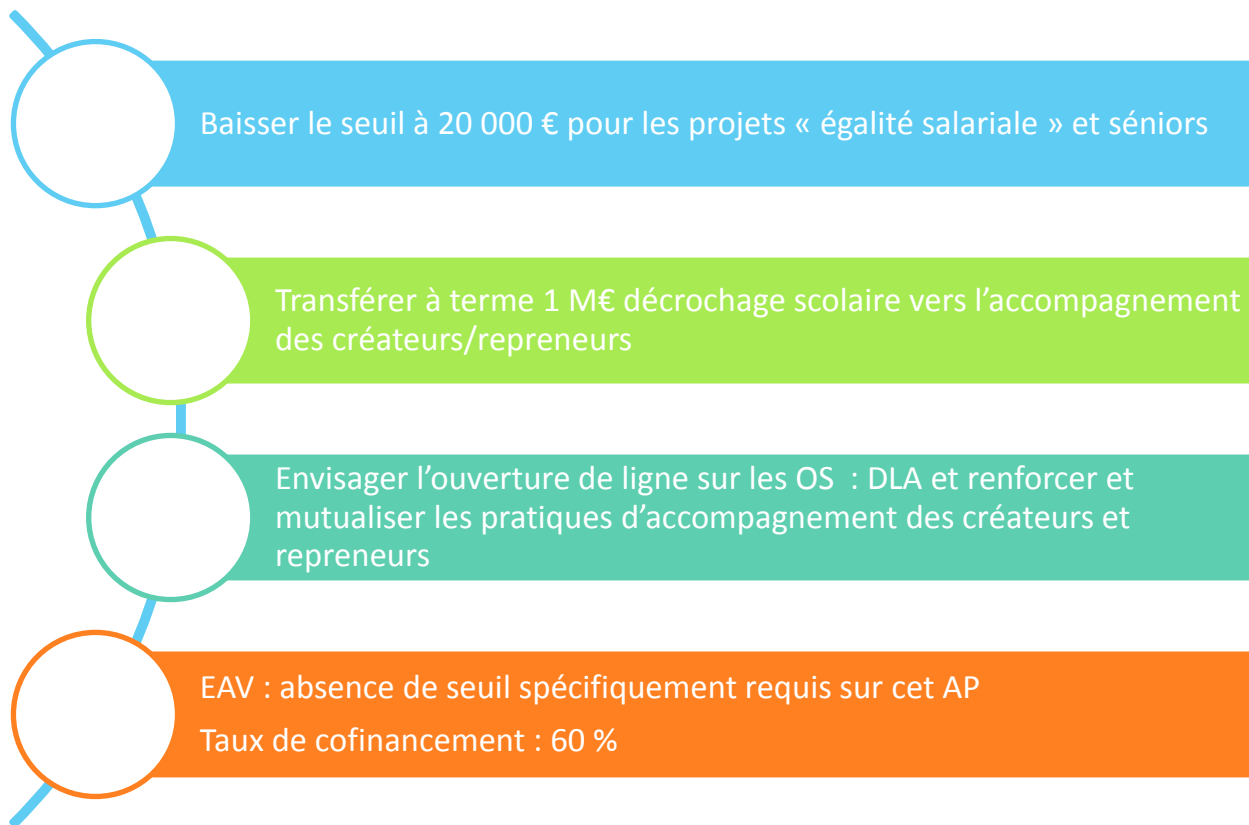 Baisser le seuil à 20 000 € pour les projets « égalité salariale » et séniors
Transférer à terme 1 M€ décrochage scolaire vers l’accompagnement
des créateurs/repreneurs
Envisager l’ouverture de ligne sur les OS : DLA et renforcer et
mutualiser les pratiques d’accompagnement des créateurs et
repreneurs
EAV : absence de seuil spécifiquement requis sur cet AP
Taux de cofinancement : 60 %